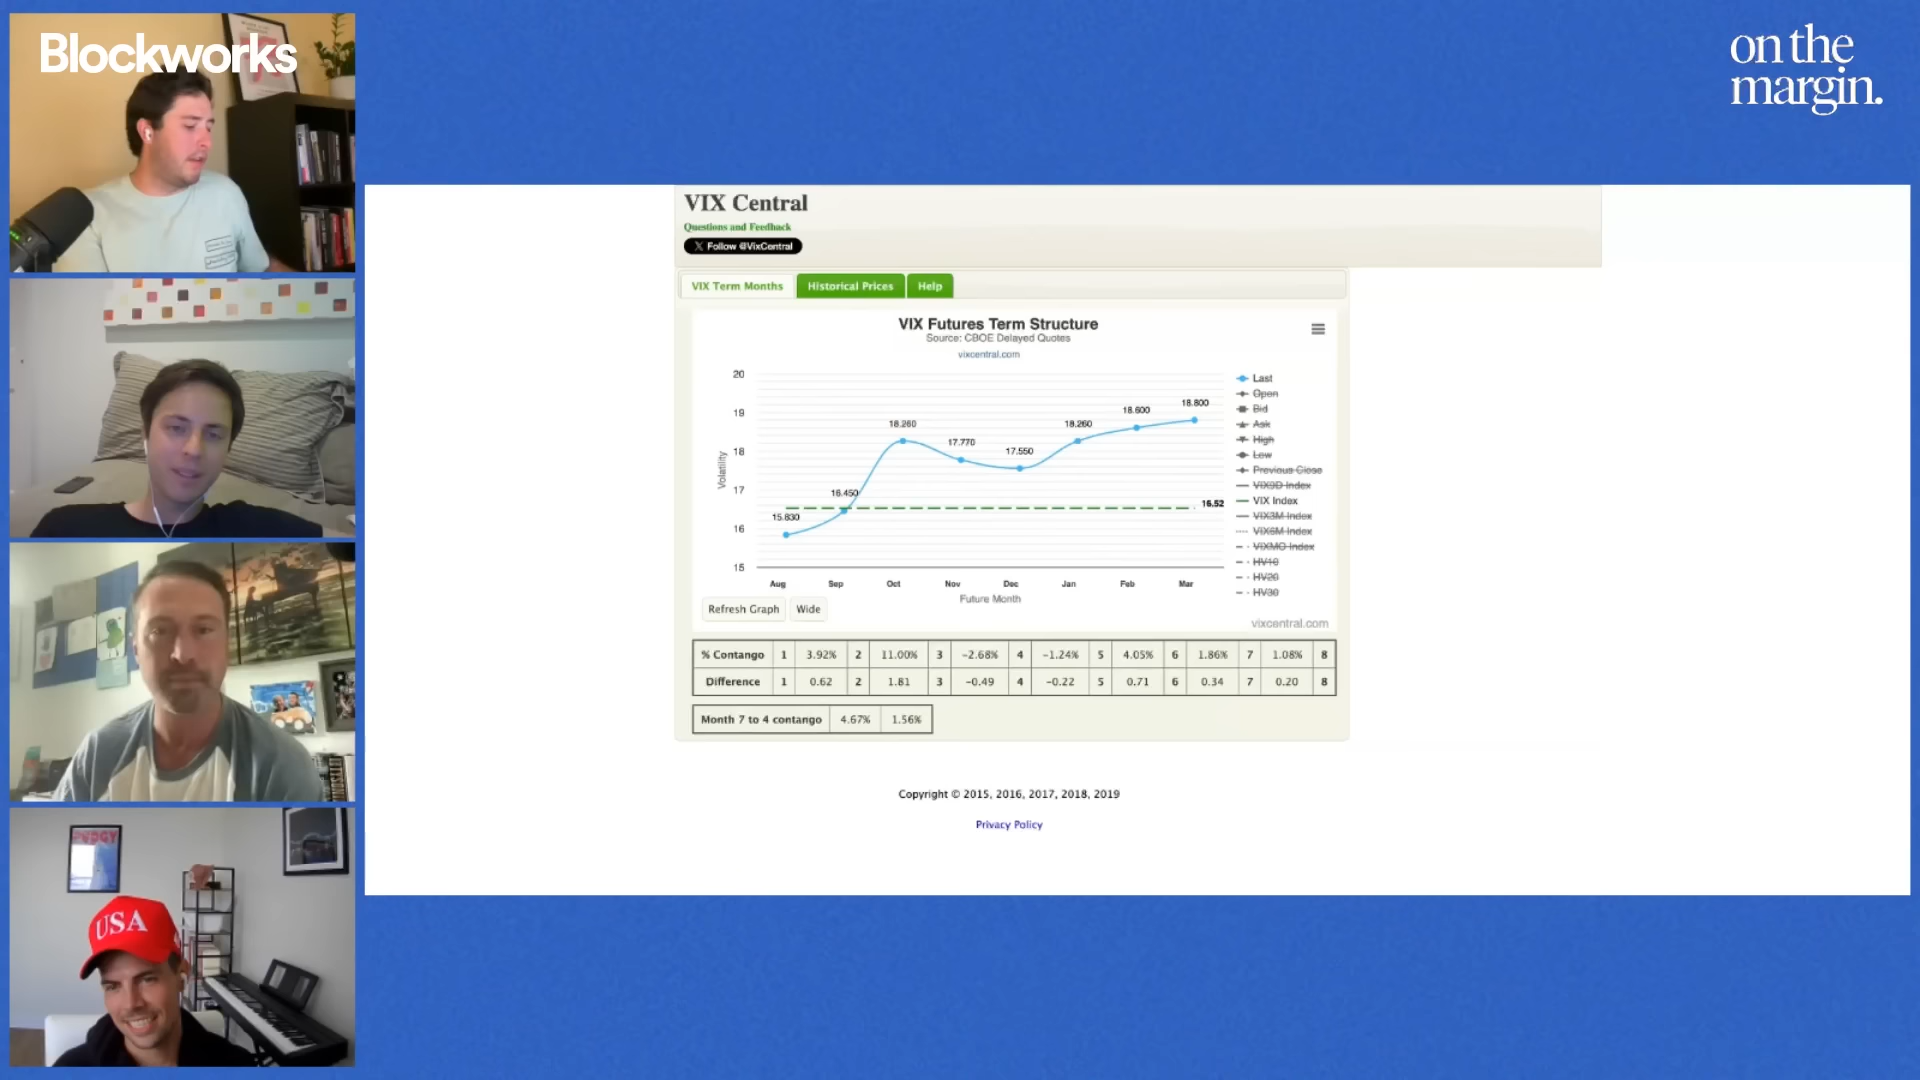 Blockworks
on the
margin.
VIX Central
Questions and Feedback
X Follow @VixCentral
VIX Term Months
Historical Prices
Help
VIX Futures Term Structure
Source: CBOE Delayed Quotes
vixcentral.com
Volatility
20
19
18
17
16
15
15.830
16.450
18.260
17.770
17.550
18.260
18.600
18.800
16.52
Aug Sep Oct Nov Dec Jan Feb Mar
Future Month
Last
Open
Bid
Ask
High
Low
Previous Close
VIX9D Index
VIX Index
VIX3M Index
VIX6M Index
VIXMO Index
HV10
HV20
HV30
Refresh Graph
Wide
vixcentral.com
% Contango 1 3.92% 2 11.00% 3 -2.68% 4 -1.24% 5 4.05% 6 1.86% 7 1.08% 8
Difference 1 0.62 2 1.81 3 -0.49 4 -0.22 5 0.71 6 0.34 7 0.20 8
Month 7 to 4 contango 4.67% 1.56%
Copyright © 2015, 2016, 2017, 2018, 2019
Privacy Policy
PUDGY
USA